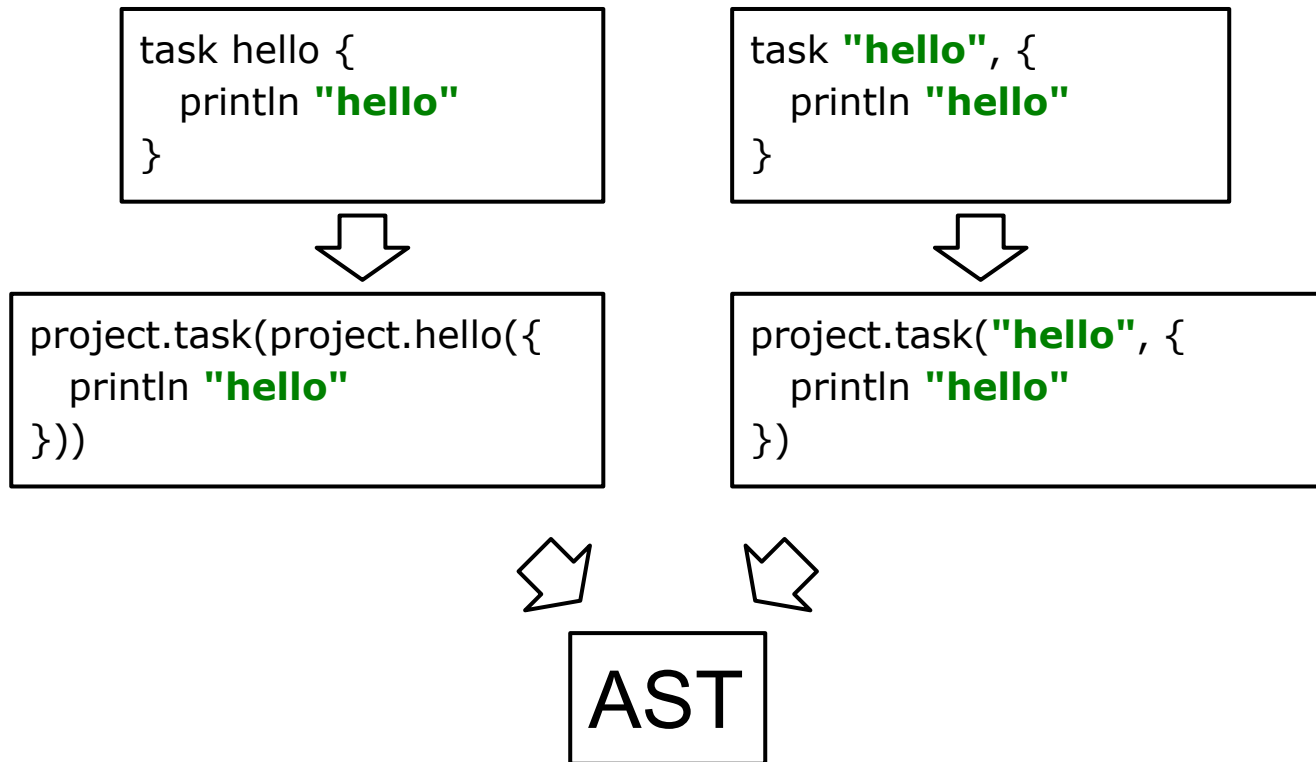 task hello {
  println "hello"
}
task "hello", {
  println "hello"
}
project.task(project.hello({
  println "hello"
}))
project.task("hello", {
  println "hello"
})
AST